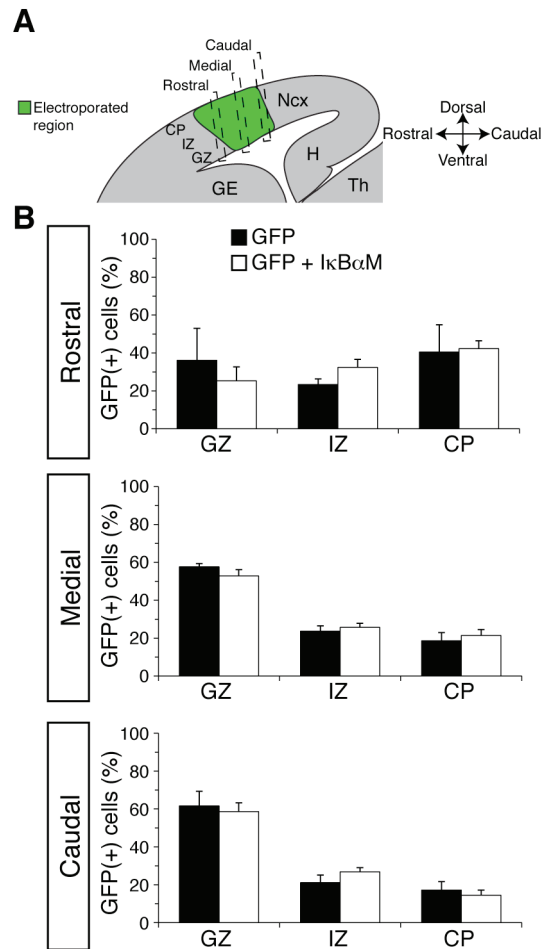 A
Caudal
Medial
Rostral
Electroporated
region
Ncx
CP
IZ
GZ
H
GE
Th
Dorsal
Rostral
Caudal
Ventral
B
GFP
GFP + IκBαM
Rostral
GFP(+) cells (%)
100
80
60
40
20
0
GZ IZ CP
Medial
GFP(+) cells (%)
100
80
60
40
20
0
GZ IZ CP
Caudal
GFP(+) cells (%)
100
80
60
40
20
0
GZ IZ CP